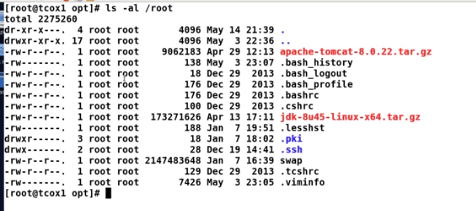 [root@tcox1 opt]# ls -al /root
total 2275260
dr-xr-x---. 4 root root 4096 May 14 21:39 .
drwxr-xr-x. 17 root root 4096 May 3 22:36 ..
-rw-r--r--. 1 root root 9062183 Apr 29 12:13 apache-tomcat-8.0.22.tar.gz
-rw-------. 1 root root 138 May 3 23:07 .bash_history
-rw-r--r--. 1 root root 18 Dec 29 2013 .bash_logout
-rw-r--r--. 1 root root 176 Dec 29 2013 .bash_profile
-rw-r--r--. 1 root root 176 Dec 29 2013 .bashrc
-rw-r--r--. 1 root root 100 Dec 29 2013 .cshrc
-rw-r--r--. 1 root root 173271626 Apr 13 17:11 jdk-8u45-linux-x64.tar.gz
-rw-------. 1 root root 188 Jan 7 19:51 .lesshst
drwxr-----. 3 root root 18 Jan 7 18:02 .pki
drwx------. 2 root root 28 Dec 19 14:41 .ssh
-rw-r--r--. 1 root root 2147483648 Jan 7 16:39 swap
-rw-r--r--. 1 root root 129 Dec 29 2013 .tcshrc
-rw-------. 1 root root 7426 May 3 23:05 .viminfo
[root@tcox1 opt]#